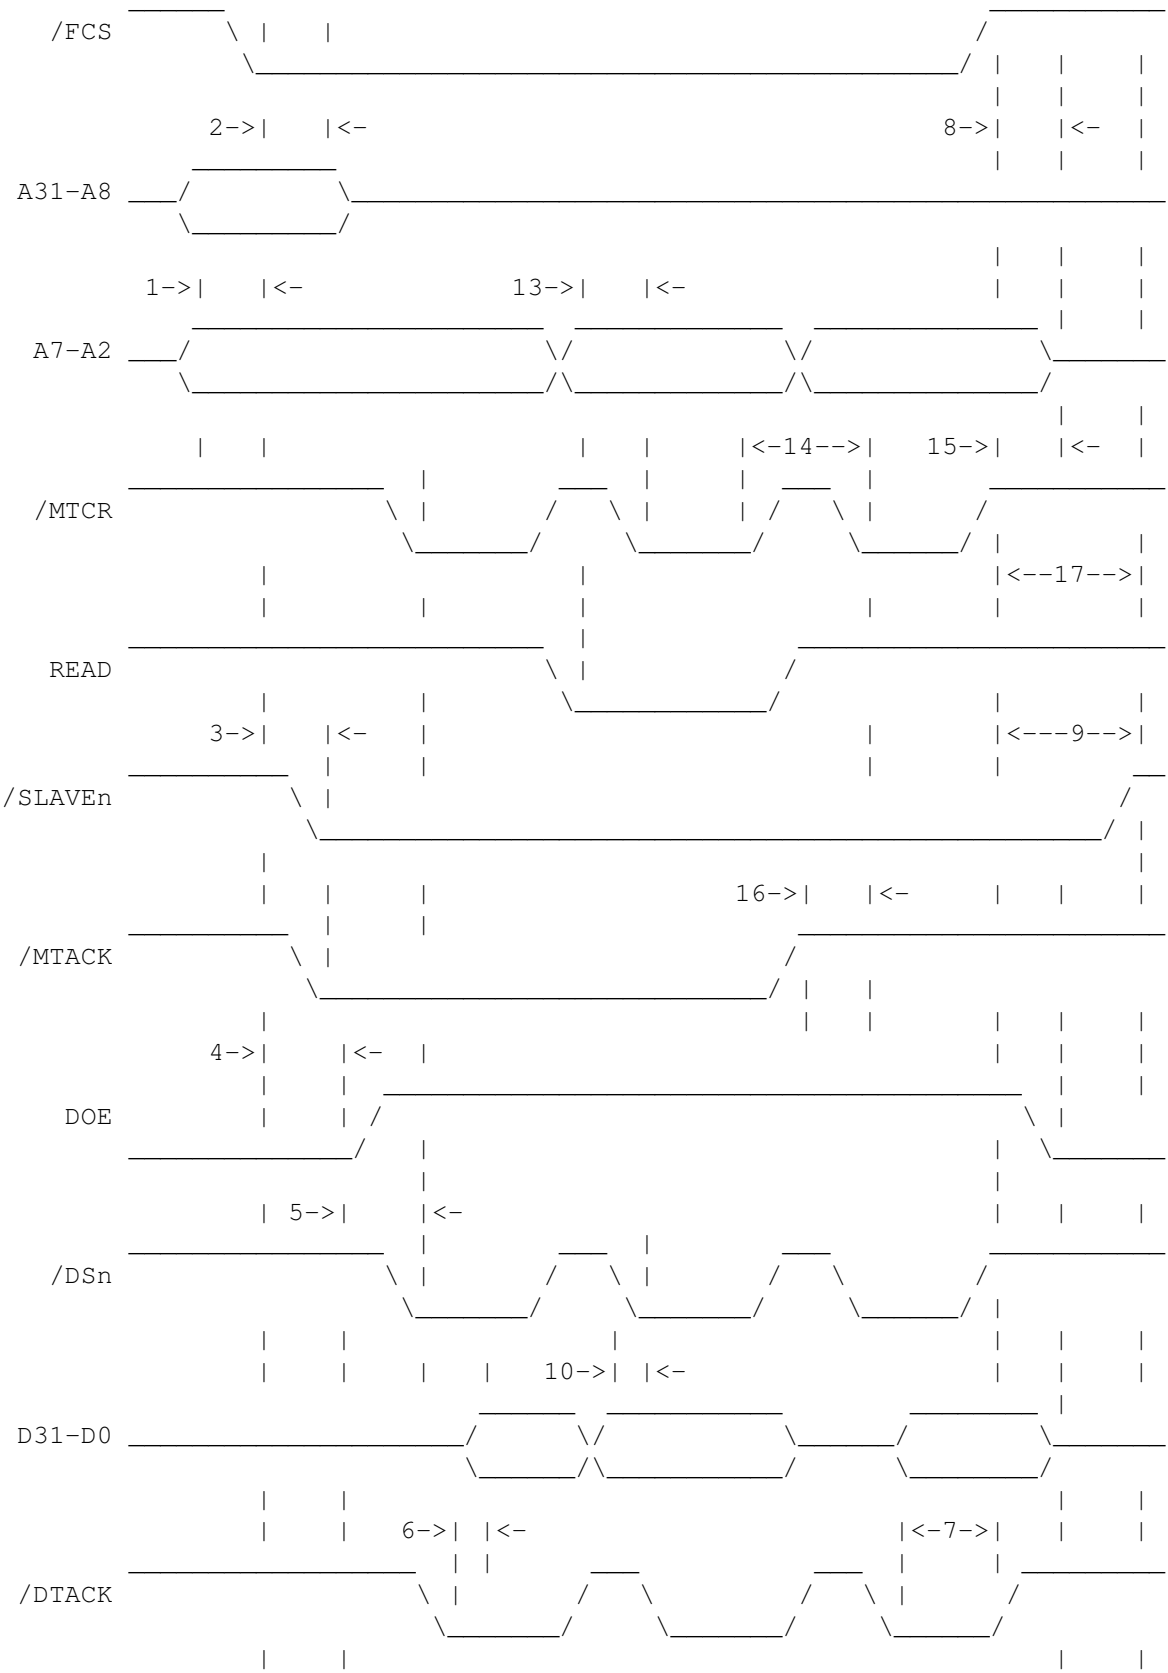 /FCS
2->| |<- 8->| |<-
A31-A8
1->| |<- 13->| |<-
A7-A2
|<-14-->| 15->| |<-
/MTCR
|<--17-->|
READ
3->| |<- |<---9-->|
/SLAVEn
16->| |<-
/MTACK
4->| |<-
DOE
5->| |<-
/DSn
10->| |<-
D31-D0
6->| |<- |<-7->|
/DTACK